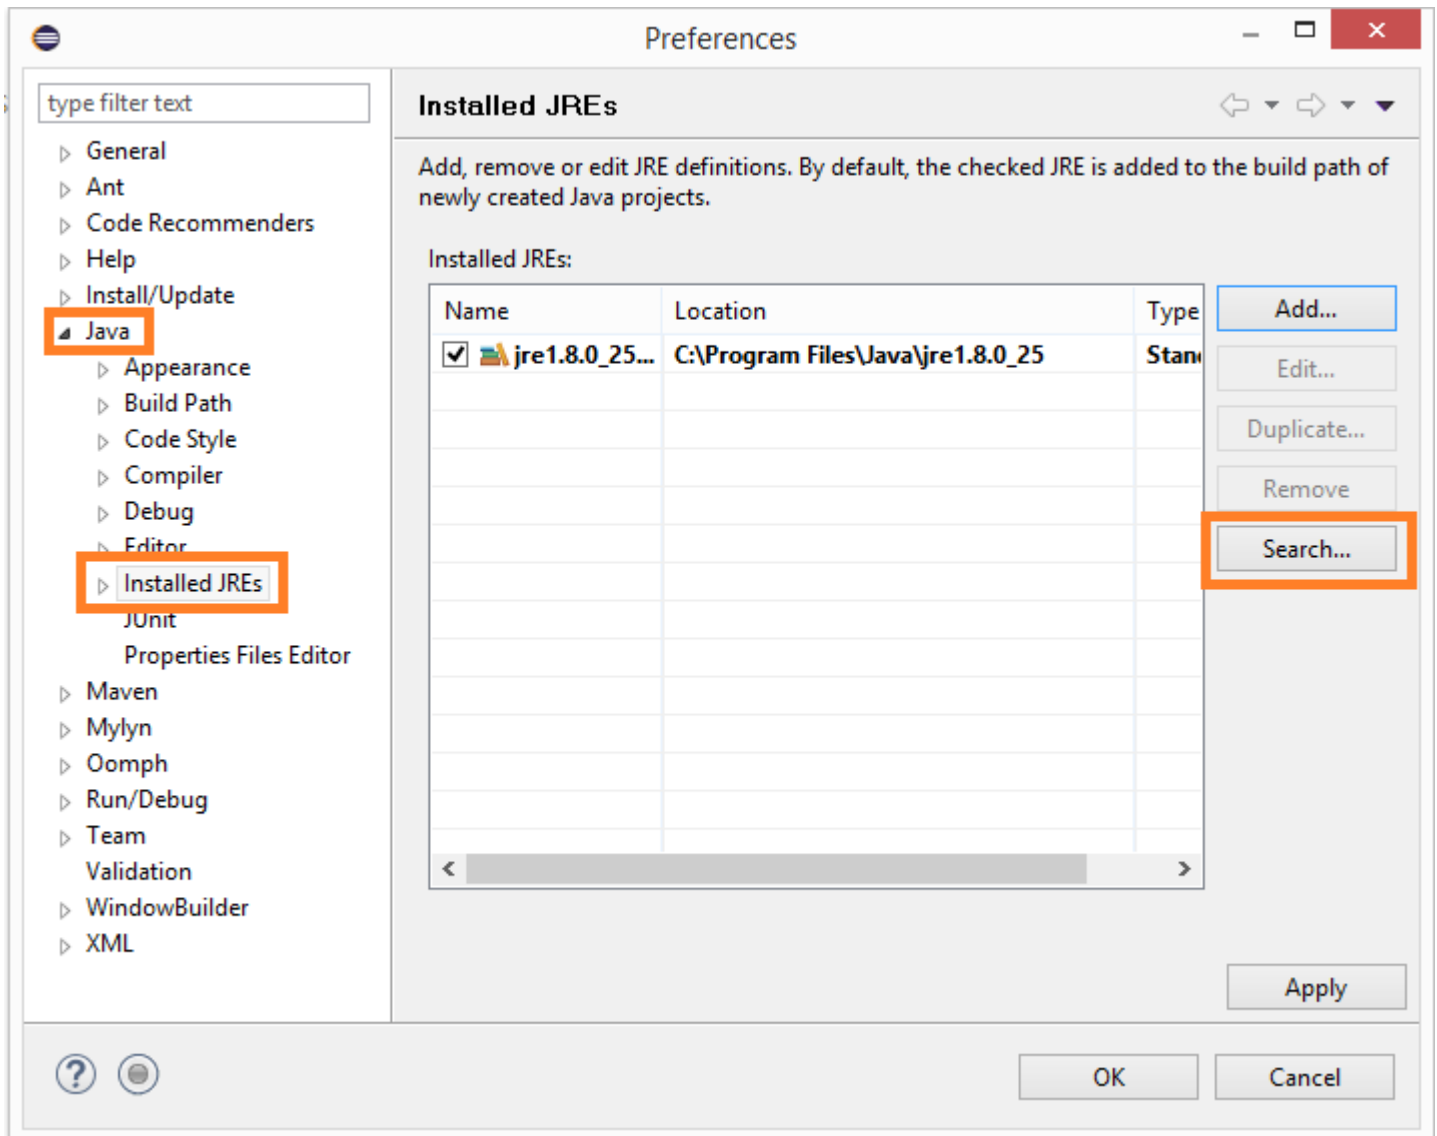 Preferences
type filter text
General
Ant
Code Recommenders
Help
Install/Update
Java
Appearance
Build Path
Code Style
Compiler
Debug
Editor
Installed JREs
JUnit
Properties Files Editor
Maven
Mylyn
Oomph
Run/Debug
Team
Validation
WindowBuilder
XML
Installed JREs
Add, remove or edit JRE definitions. By default, the checked JRE is added to the build path of
newly created Java projects.
Installed JREs:
Name Location Type
jre1.8.0_25... C:\Program Files\Java\jre1.8.0_25 Stan
Add...
Edit...
Duplicate...
Remove
Search...
Apply
OK Cancel